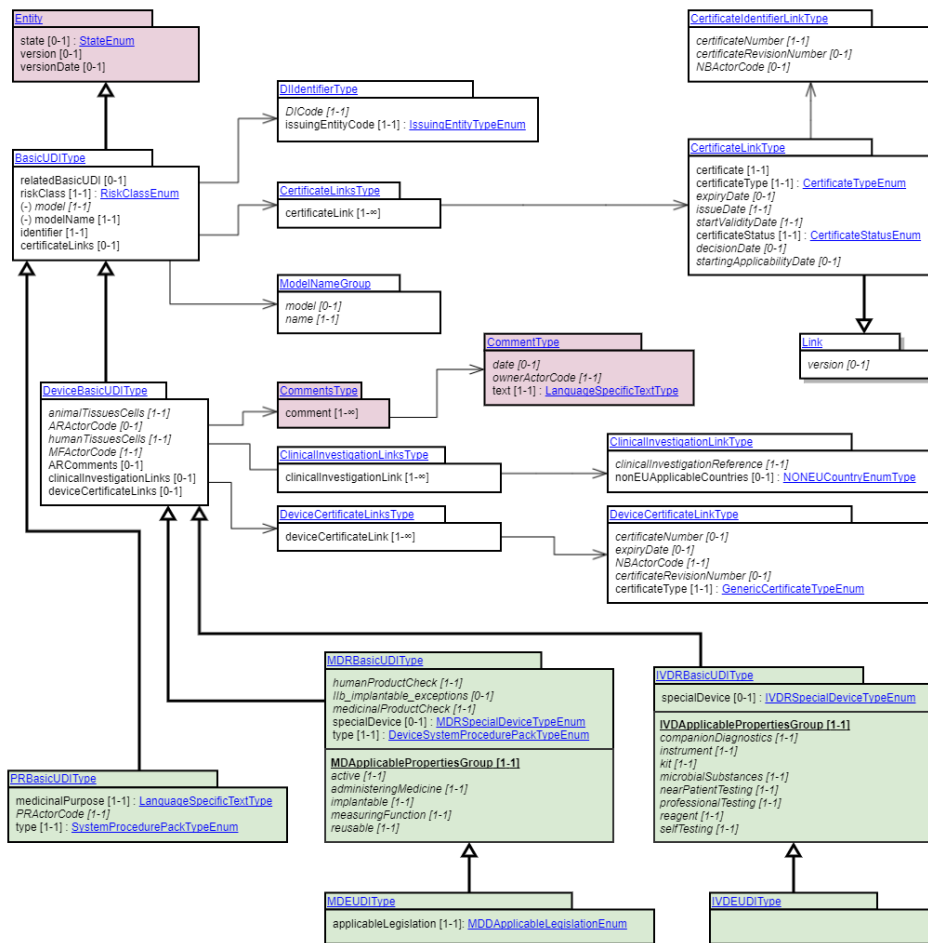 Entity
state [0-1] : StateEnum
version [0-1]
versionDate [0-1]
CertificateIdentifierLinkType
certificateNumber [1-1]
certificateRevisionNumber [0-1]
NBActorCode [0-1]
DIIdentifierType
DICode [1-1]
issuingEntityCode [1-1] : IssuingEntityTypeEnum
BasicUDIType
relatedBasicUDI [0-1]
riskClass [1-1] : RiskClassEnum
(-) model [1-1]
(-) modelName [1-1]
identifier [1-1]
certificateLinks [0-1]
CertificateLinksType
certificateLink [1-∞]
CertificateLinkType
certificate [1-1]
certificateType [1-1] : CertificateTypeEnum
expiryDate [0-1]
issueDate [1-1]
startValidityDate [1-1]
certificateStatus [1-1] : CertificateStatusEnum
decisionDate [0-1]
startingApplicabilityDate [0-1]
ModelNameGroup
model [0-1]
name [1-1]
Link
version [0-1]
CommentType
date [0-1]
ownerActorCode [1-1]
text [1-1] : LanguageSpecificTextType
DeviceBasicUDIType
animalTissuesCells [1-1]
ARActorCode [0-1]
humanTissuesCells [1-1]
MFActorCode [1-1]
ARComments [0-1]
clinicalInvestigationLinks [0-1]
deviceCertificateLinks [0-1]
CommentsType
comment [1-∞]
ClinicalInvestigationLinksType
clinicalInvestigationLink [1-∞]
ClinicalInvestigationLinkType
clinicalInvestigationReference [1-1]
nonEUApplicableCountries [0-1] : NONEUCountryEnumType
DeviceCertificateLinksType
deviceCertificateLink [1-∞]
DeviceCertificateLinkType
certificateNumber [0-1]
expiryDate [0-1]
NBActorCode [1-1]
certificateRevisionNumber [0-1]
certificateType [1-1] : GenericCertificateTypeEnum
MDRBasicUDIType
humanProductCheck [1-1]
IIb_implantable_exceptions [0-1]
medicinalProductCheck [1-1]
specialDevice [0-1] : MDRSpecialDeviceTypeEnum
type [1-1] : DeviceSystemProcedurePackTypeEnum
MDApplicablePropertiesGroup [1-1]
active [1-1]
administeringMedicine [1-1]
implantable [1-1]
measuringFunction [1-1]
reusable [1-1]
IVDRBasicUDIType
specialDevice [0-1] : IVDRSpecialDeviceTypeEnum
IVDApplicablePropertiesGroup [1-1]
companionDiagnostics [1-1]
instrument [1-1]
kit [1-1]
microbialSubstances [1-1]
nearPatientTesting [1-1]
professionalTesting [1-1]
reagent [1-1]
selfTesting [1-1]
PRBasicUDIType
medicinalPurpose [1-1] : LanguageSpecificTextType
PRActorCode [1-1]
type [1-1] : SystemProcedurePackTypeEnum
MDEUDIType
applicableLegislation [1-1]: MDDApplicableLegislationEnum
IVDEUDIType